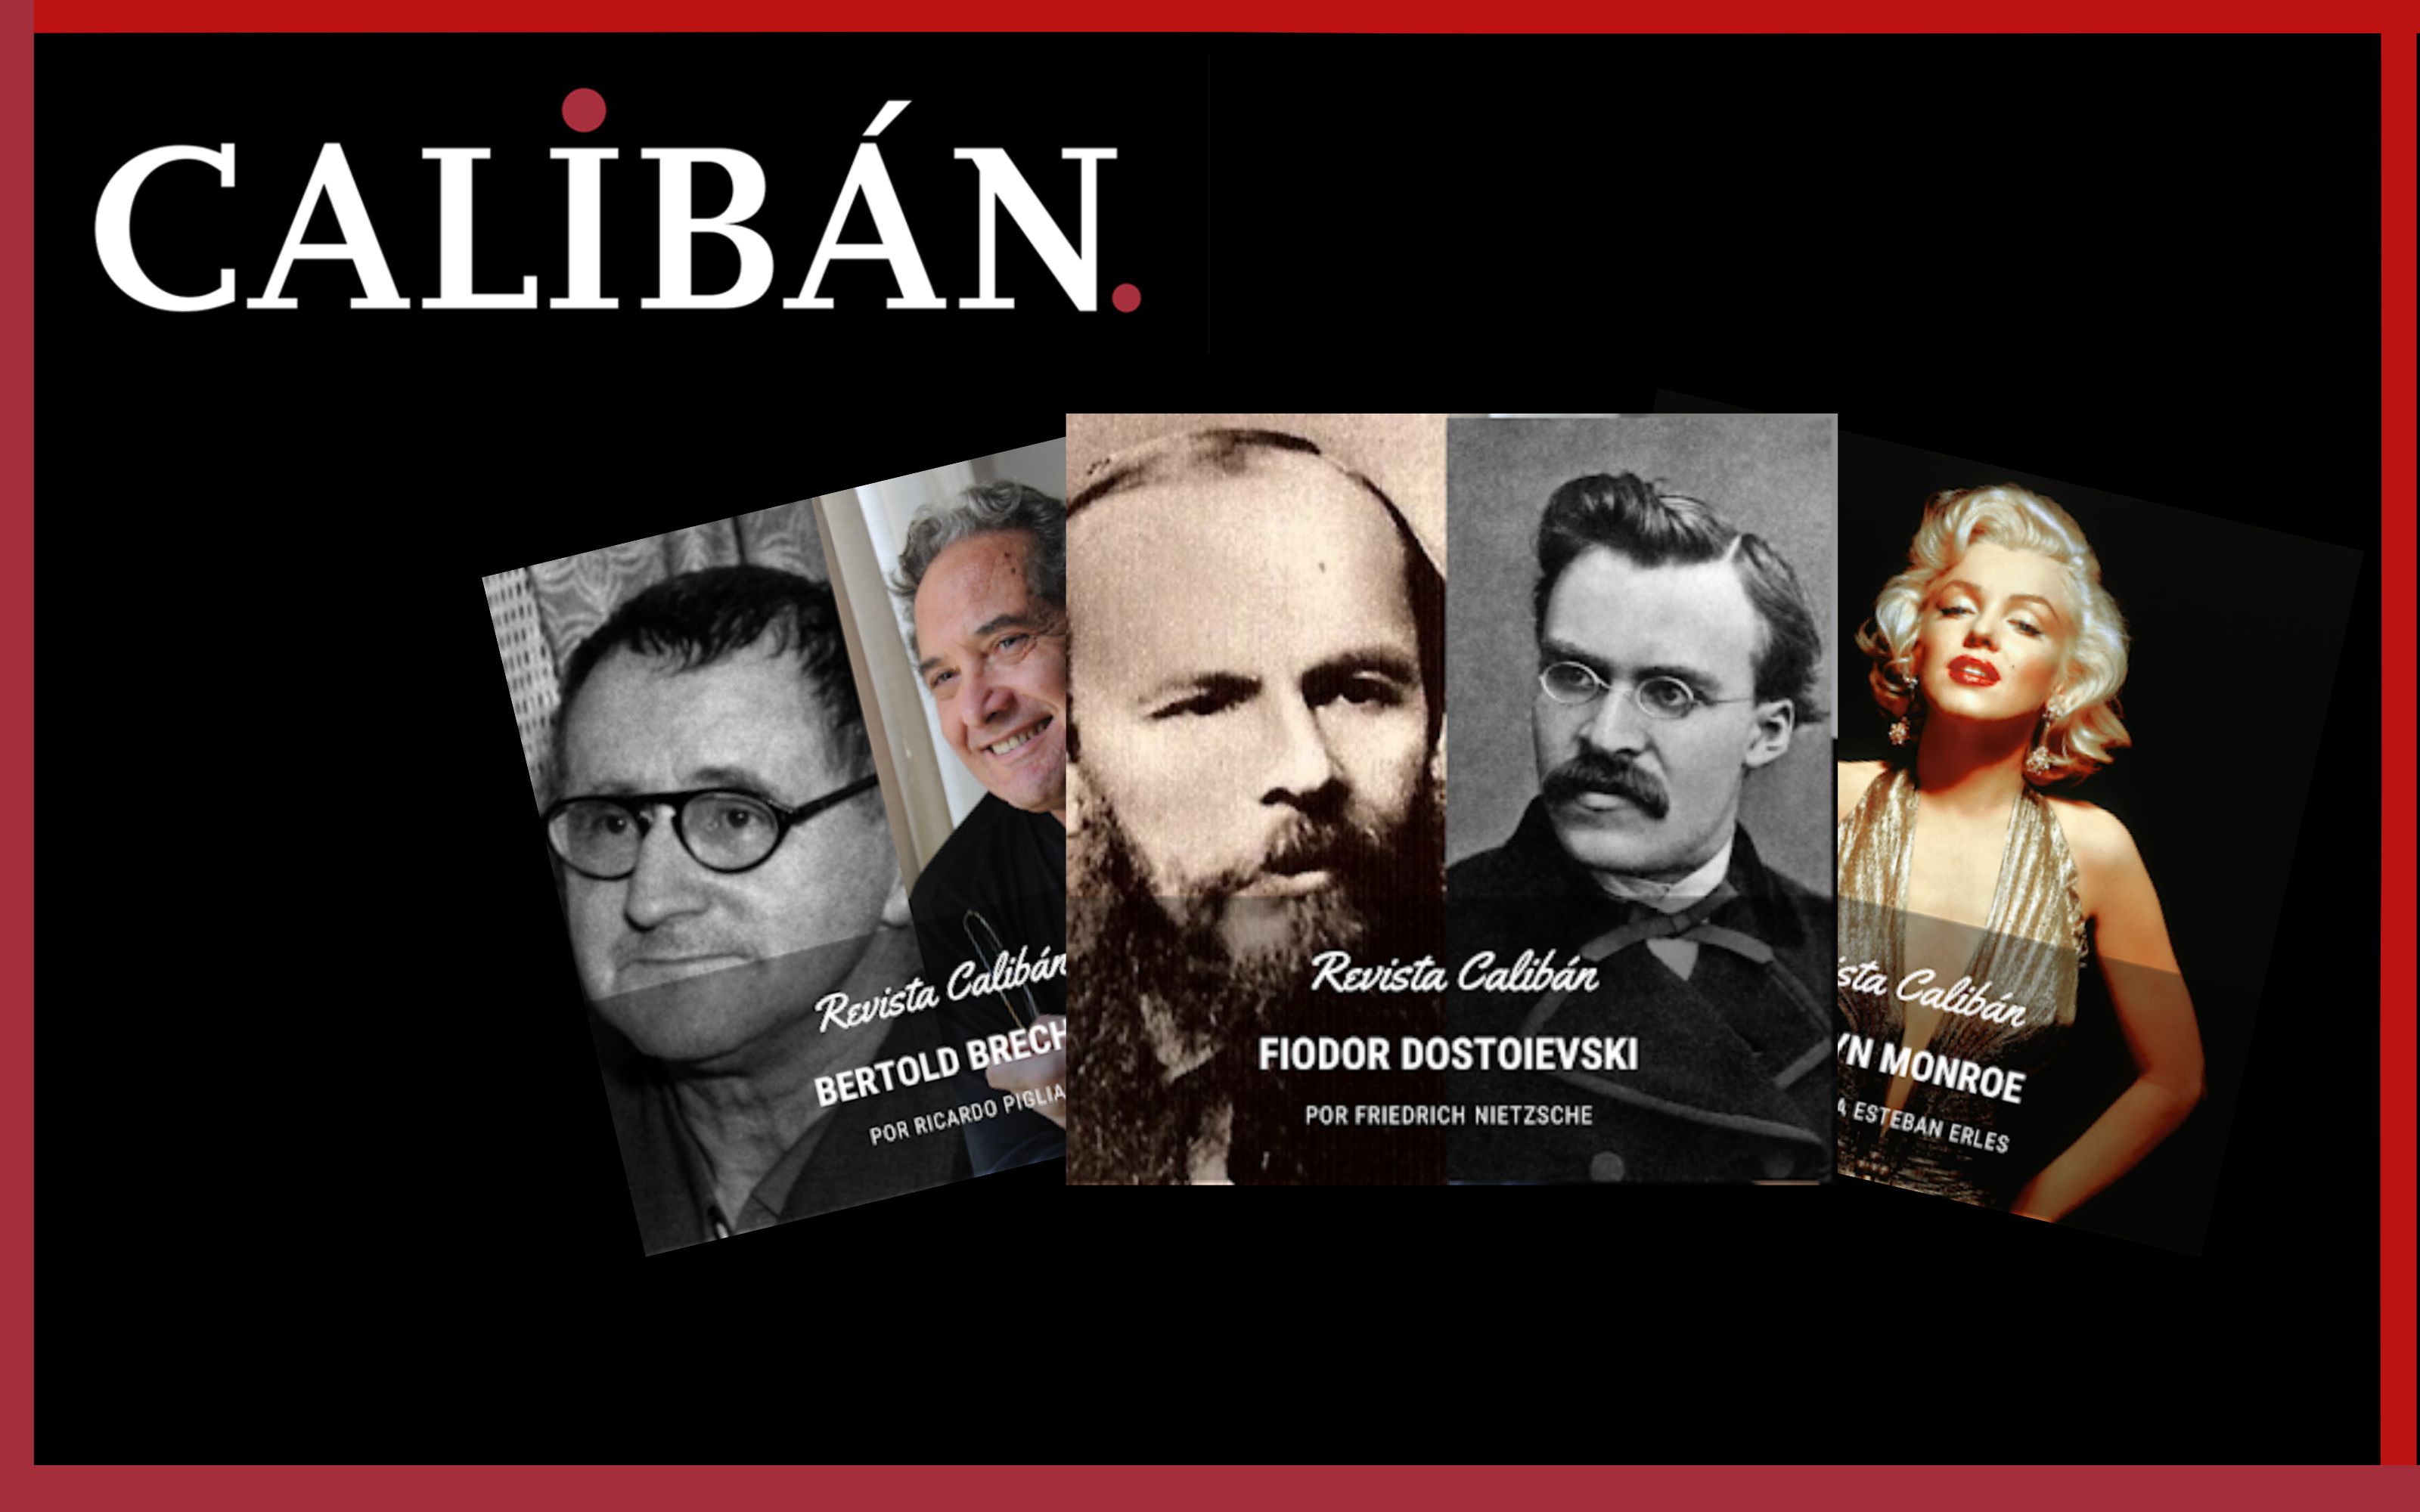 CALIBÁN.
Revista Calibán
BERTOLD BRECH
POR RICARDO PIGLIA
Revista Calibán
FIODOR DOSTOIEVSKI
POR FRIEDRICH NIETZSCHE
sta Calibán
YN MONROE
A ESTEBAN ERLES